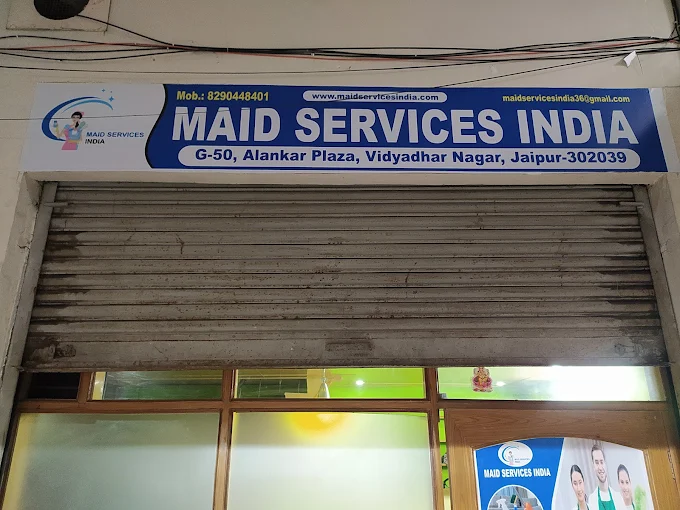 Mob.: 8290448401
www.maidservicesindia.com
maidservicesindia36@gmail.com
MAID SERVICES
INDIA
MAID SERVICES INDIA
G-50, Alankar Plaza, Vidyadhar Nagar, Jaipur-302039
MAID SERVICES INDIA